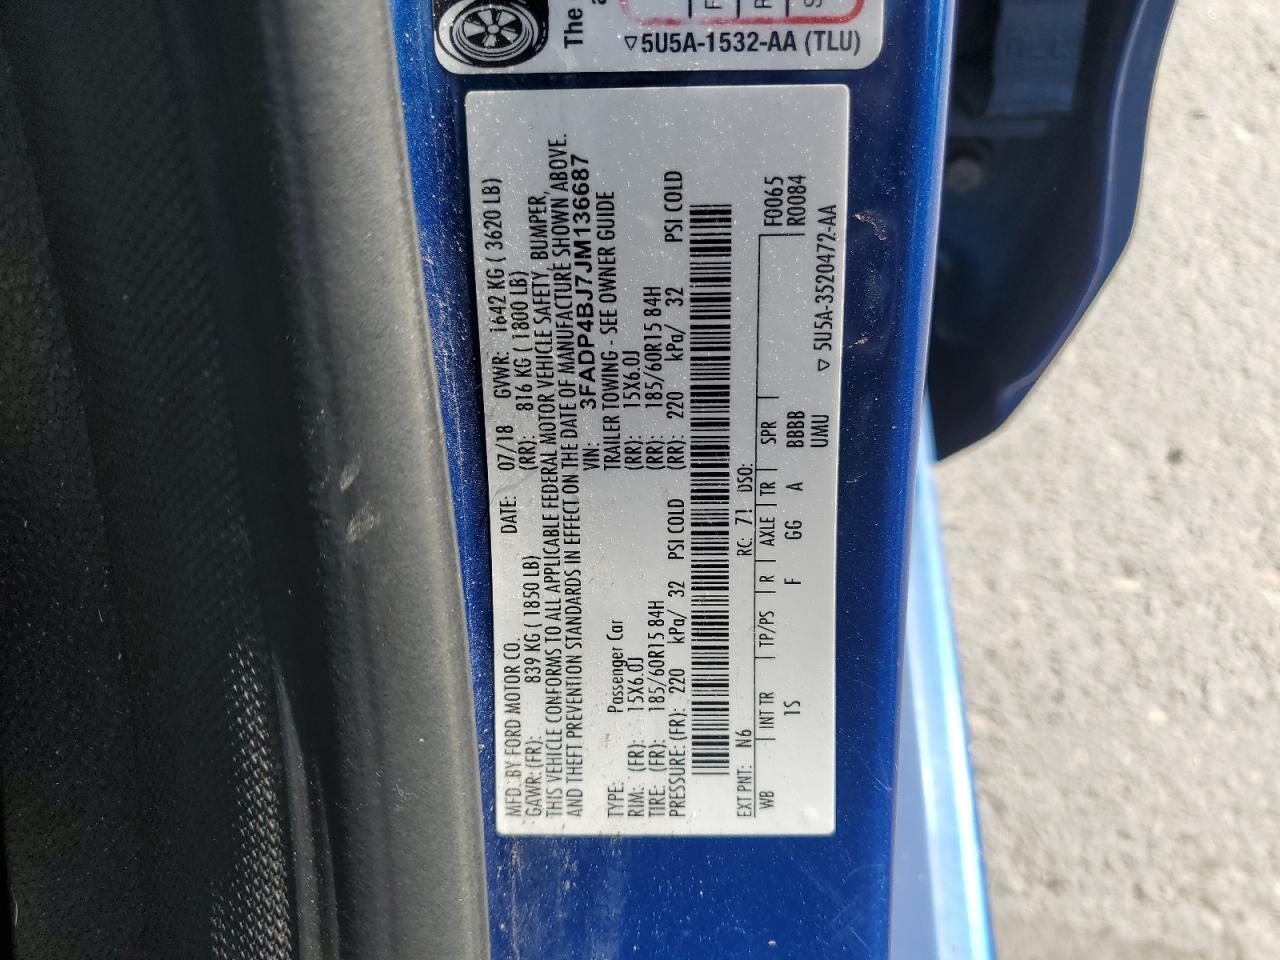 The
a
F
R
S
▽5U5A-1532-AA (TLU)
MFD. BY FORD MOTOR CO. DATE: 07/18 GVWR: 1642 KG ( 3620 LB)
GAWR: (FR): 839 KG ( 1850 LB) (RR): 816 KG ( 1800 LB)
THIS VEHICLE CONFORMS TO ALL APPLICABLE FEDERAL MOTOR VEHICLE SAFETY, BUMPER,
AND THEFT PREVENTION STANDARDS IN EFFECT ON THE DATE OF MANUFACTURE SHOWN ABOVE.
VIN: 3FADP4BJ7JM136687
TYPE: Passenger Car TRAILER TOWING - SEE OWNER GUIDE
RIM: (FR): 15X6.0J (RR): 15X6.0J
TIRE: (FR): 185/60R15 84H (RR): 185/60R15 84H
PRESSURE: (FR): 220 kPa/ 32 PSI COLD (RR): 220 kPa/ 32 PSI COLD
EXT PNT: N6 RC: 71 DSO:
WB INT TR TP/PS R AXLE TR SPR F0065
1S F GG A BBBB R0084
UMU
▽ 5U5A-3520472-AA